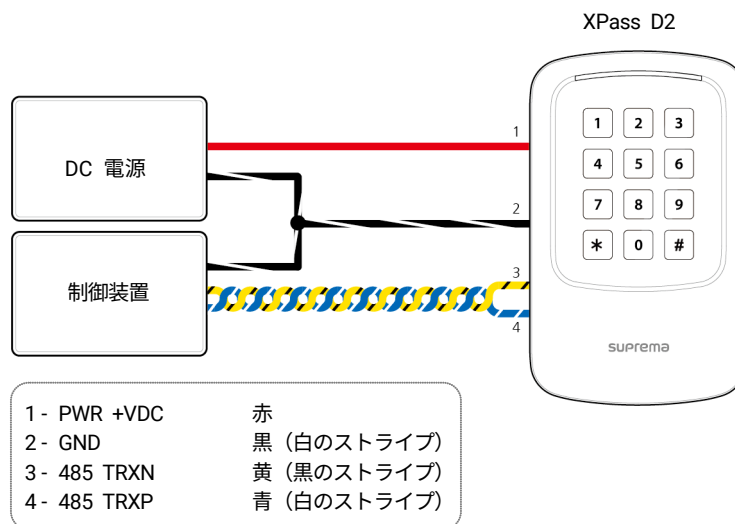 XPass D2
DC 電源
制御装置
1
2
3
4
1 2 3
4 5 6
7 8 9
* 0 #
suprema
1 - PWR +VDC 赤
2 - GND 黒（白のストライプ）
3 - 485 TRXN 黄（黒のストライプ）
4 - 485 TRXP 青（白のストライプ）